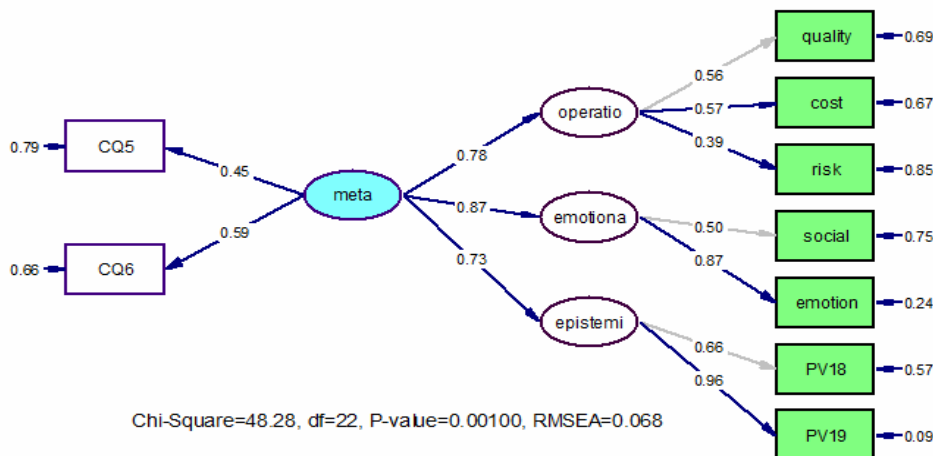 quality
0.69
0.56
cost
0.67
operatio
0.57
0.39
risk
0.85
0.79
CQ5
0.45
0.78
meta
0.87
emotiona
0.50
social
0.75
0.59
0.66
CQ6
0.73
0.87
emotion
0.24
epistemi
0.66
PV18
0.57
0.96
PV19
0.09
Chi-Square=48.28, df=22, P-value=0.00100, RMSEA=0.068